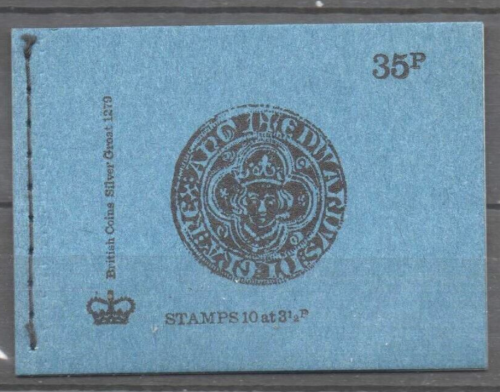 35P
British Coins Silver Groat 1279
STAMPS 10 at 3½P